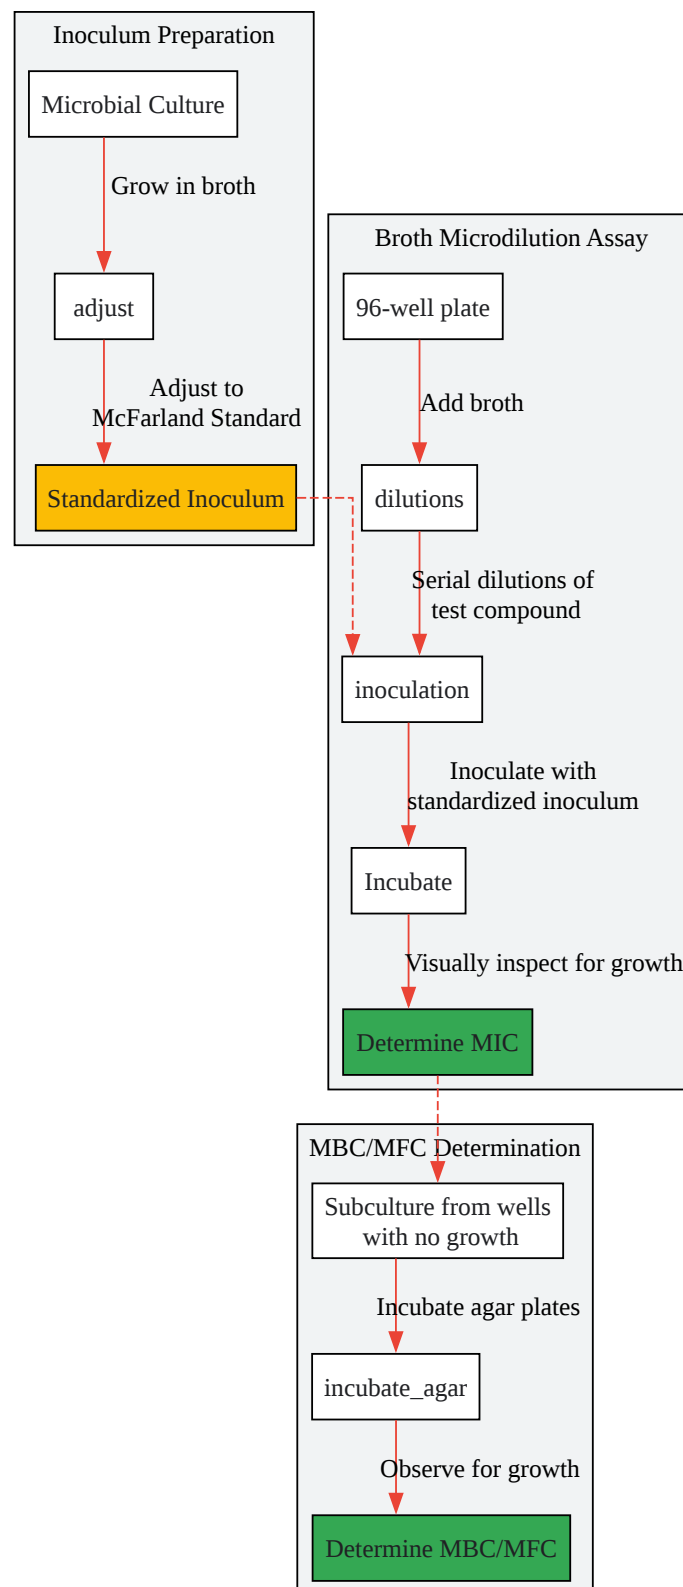 Inoculum Preparation
Microbial Culture
Grow in broth
adjust
Adjust to
McFarland Standard
Standardized Inoculum
Broth Microdilution Assay
96-well plate
Add broth
dilutions
Serial dilutions of
test compound
inoculation
Inoculate with
standardized inoculum
Incubate
Visually inspect for growth
Determine MIC
MBC/MFC Determination
Subculture from wells
with no growth
Incubate agar plates
incubate_agar
Observe for growth
Determine MBC/MFC